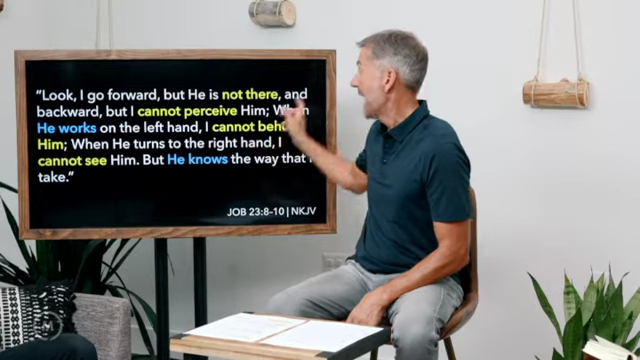 “Look, I go forward, but He is not there, and
backward, but I cannot perceive Him; When
He works on the left hand, I cannot behold
Him; When He turns to the right hand, I
cannot see Him. But He knows the way that I
take.”
JOB 23:8-10 | NKJV